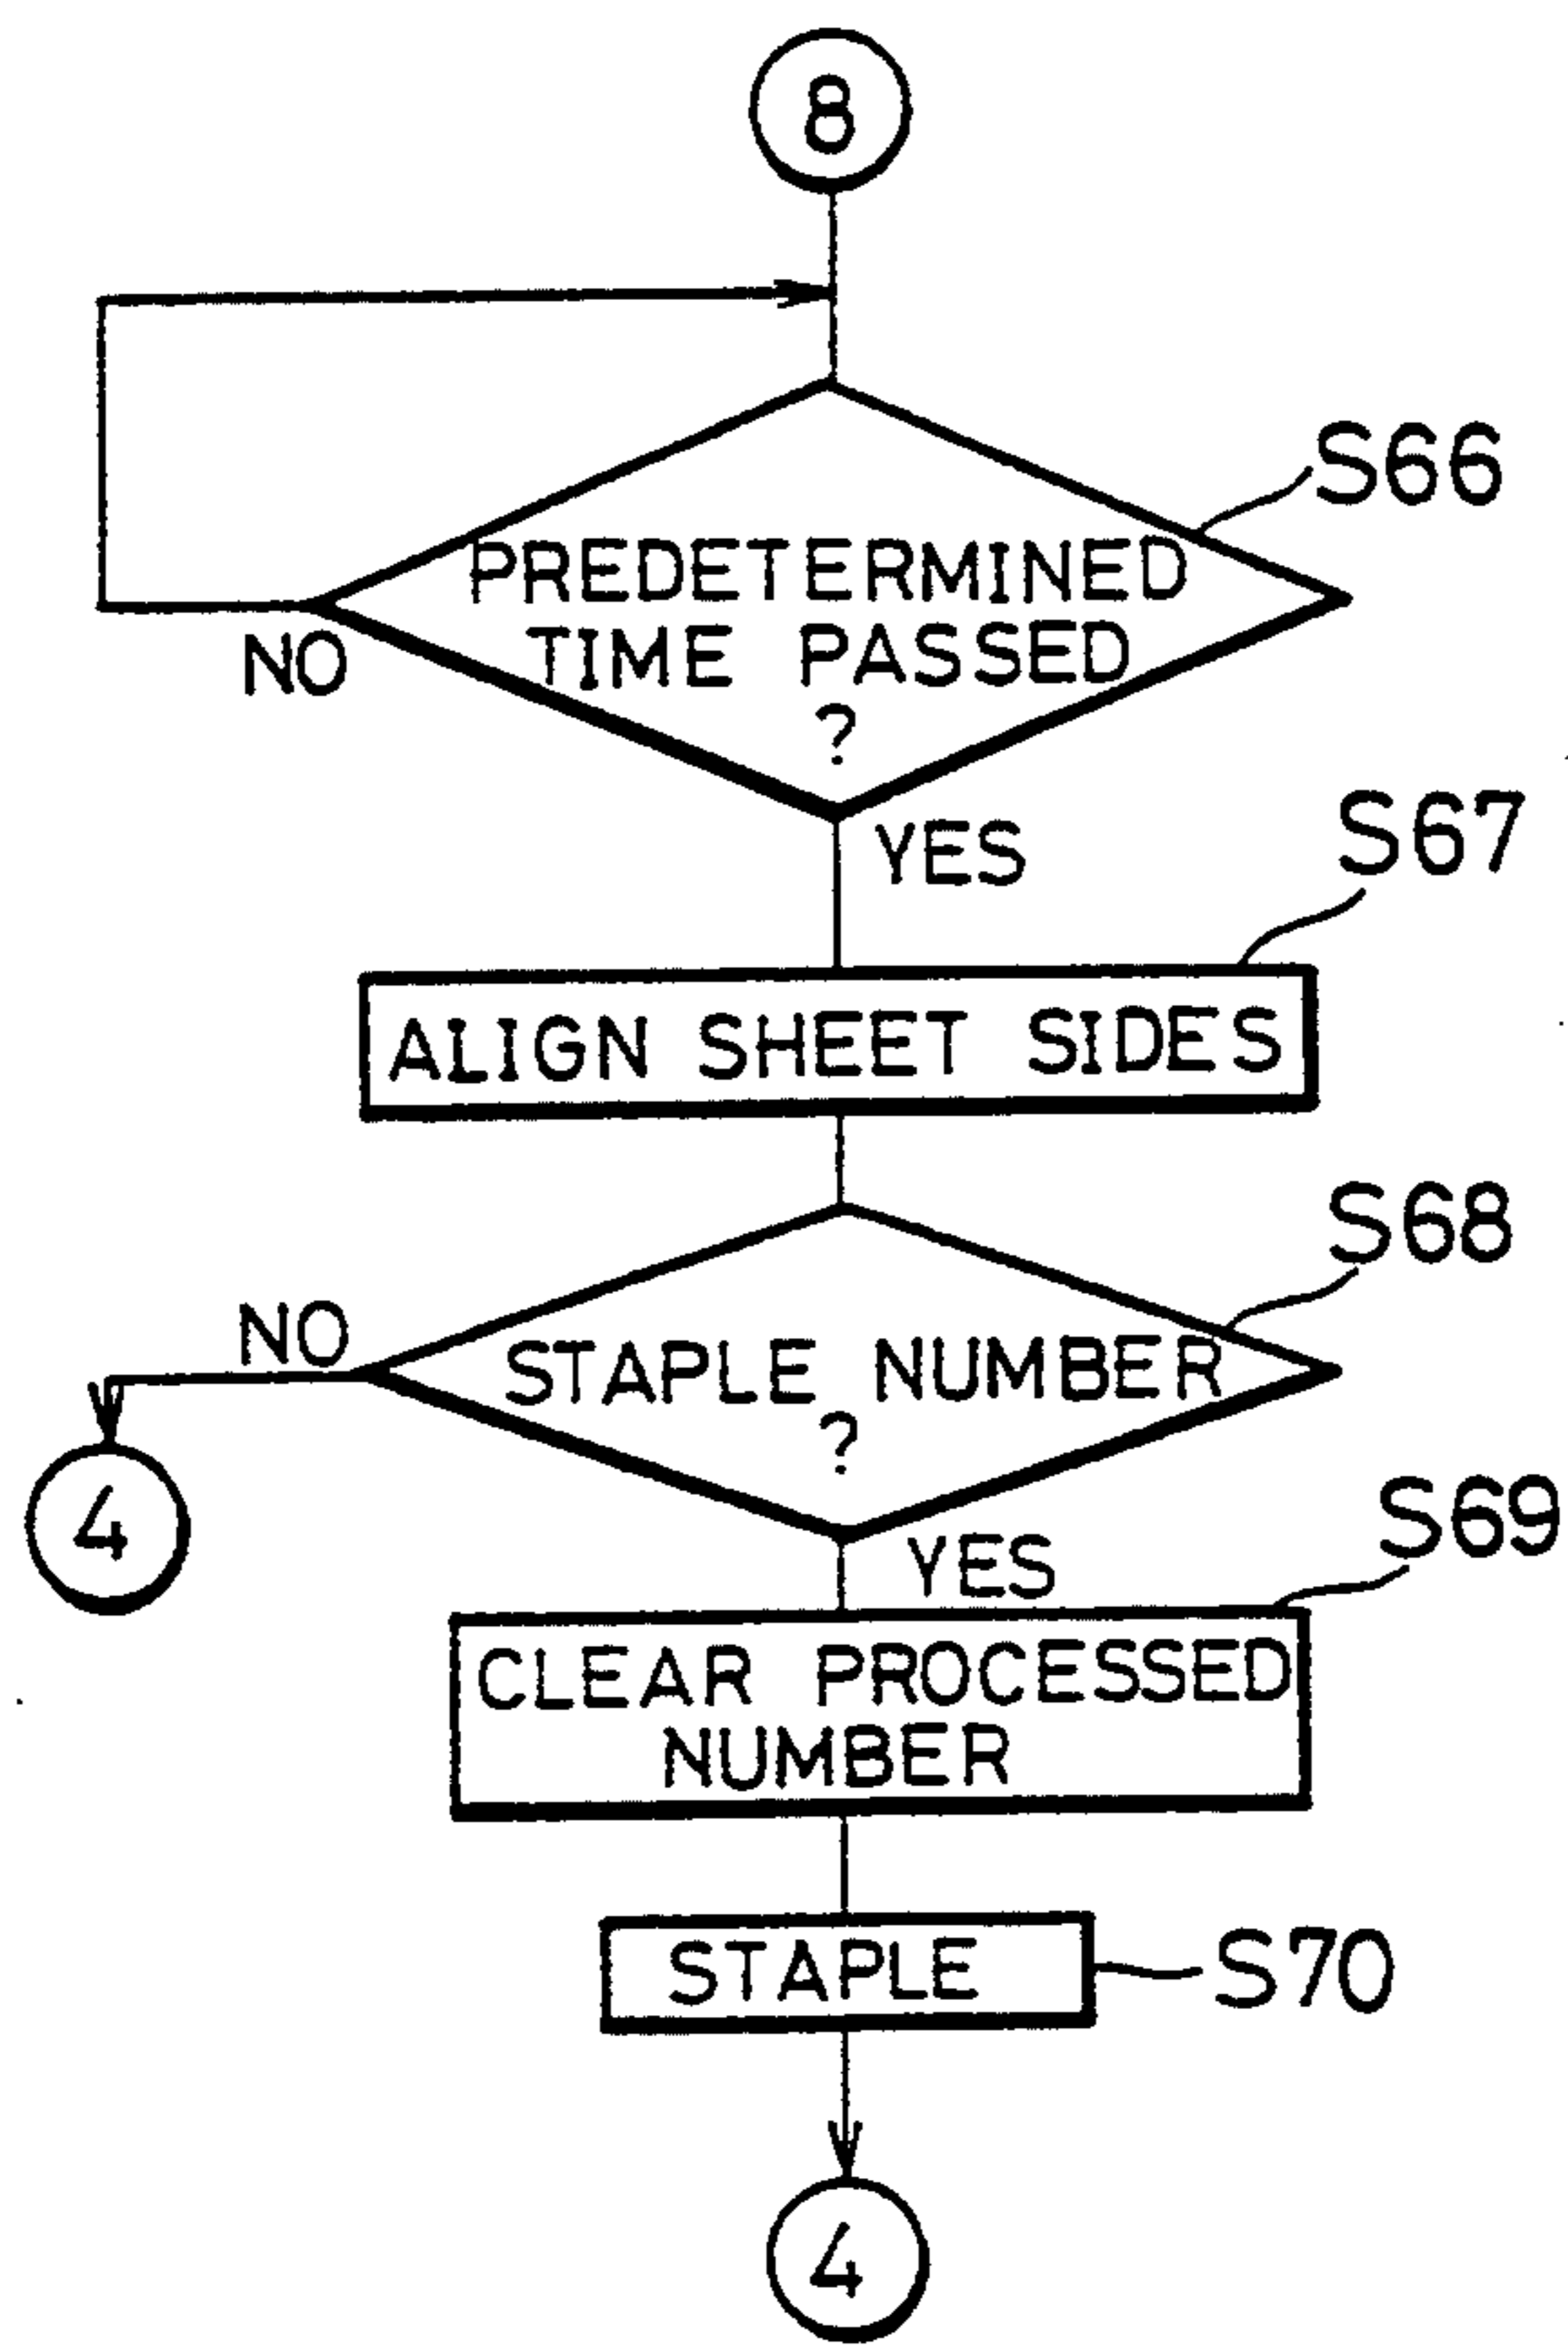 8
S66
PREDETERMINED
TIME PASSED
?
NO
YES
S67
ALIGN SHEET SIDES
S68
NO
STAPLE NUMBER
?
4
YES
S69
CLEAR PROCESSED
NUMBER
STAPLE
S70
4